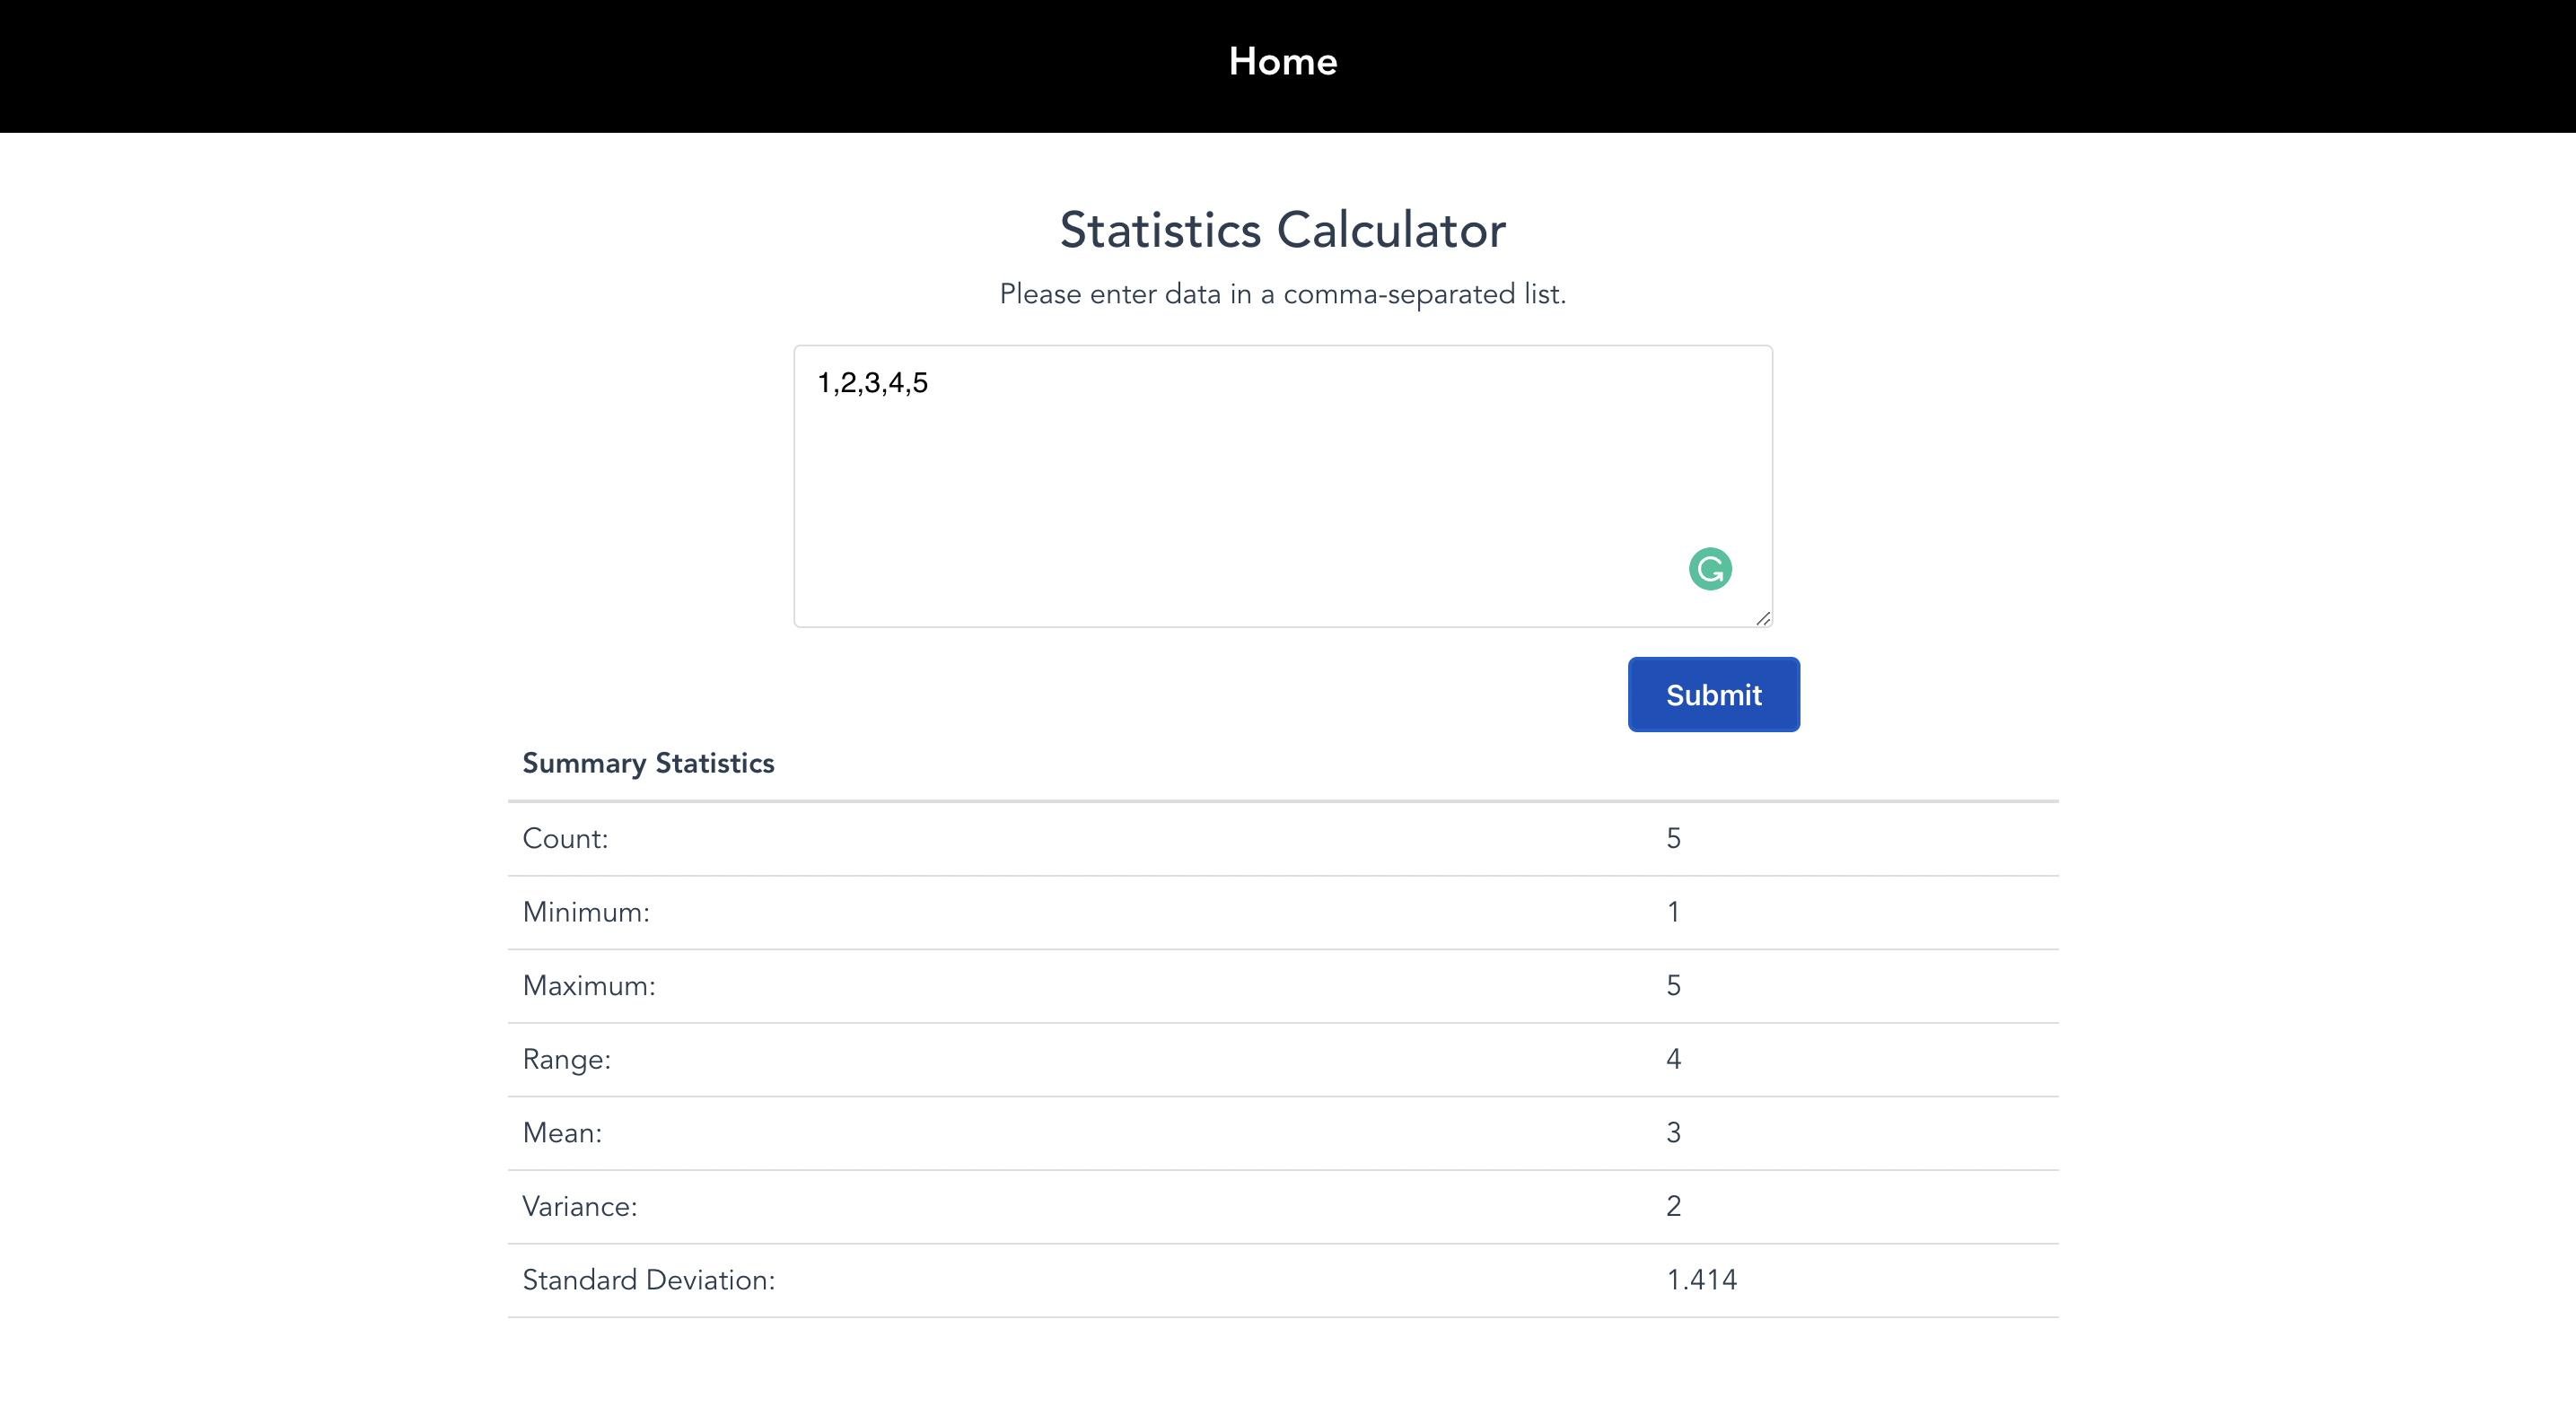 Home
Statistics Calculator
Please enter data in a comma-separated list.
1,2,3,4,5
Submit
Summary Statistics
Count: 5
Minimum: 1
Maximum: 5
Range: 4
Mean: 3
Variance: 2
Standard Deviation: 1.414